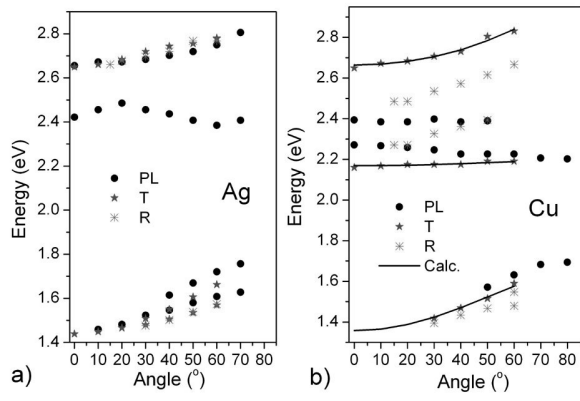 2.8
2.6
2.4
2.2
2.0
1.8
1.6
1.4
Energy (eV)
PL
T
R
Ag
0 10 20 30 40 50 60 70 80
Angle (°)
a)
2.8
2.6
2.4
2.2
2.0
1.8
1.6
1.4
Energy (eV)
PL
T
R
Calc.
Cu
0 10 20 30 40 50 60 70 80
Angle (°)
b)